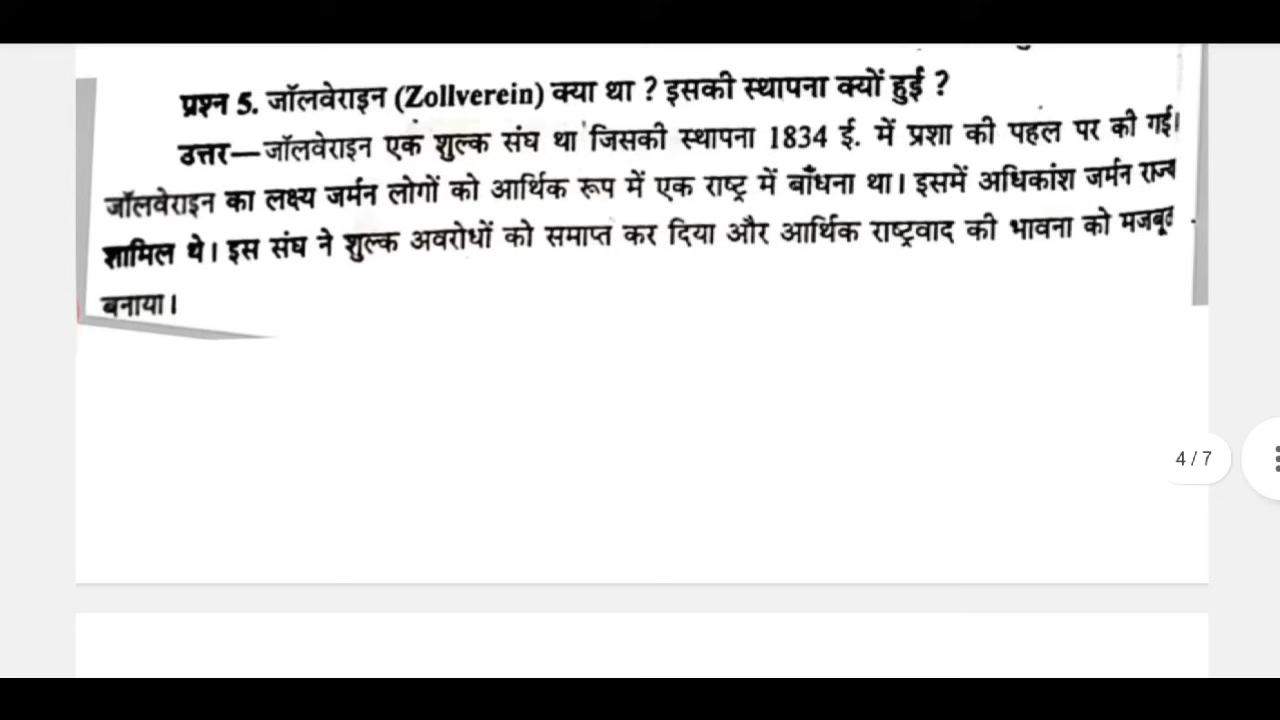 प्रश्न 5. जॉलवेराइन (Zollverein) क्या था ? इसकी स्थापना क्यों हुई ?
उत्तर—जॉलवेराइन एक शुल्क संघ था जिसकी स्थापना 1834 ई. में प्रशा की पहल पर की गई।
जॉलवेराइन का लक्ष्य जर्मन लोगों को आर्थिक रूप में एक राष्ट्र में बाँधना था। इसमें अधिकांश जर्मन राज्य
शामिल थे। इस संघ ने शुल्क अवरोधों को समाप्त कर दिया और आर्थिक राष्ट्रवाद की भावना को मजबूत
बनाया।
4 / 7